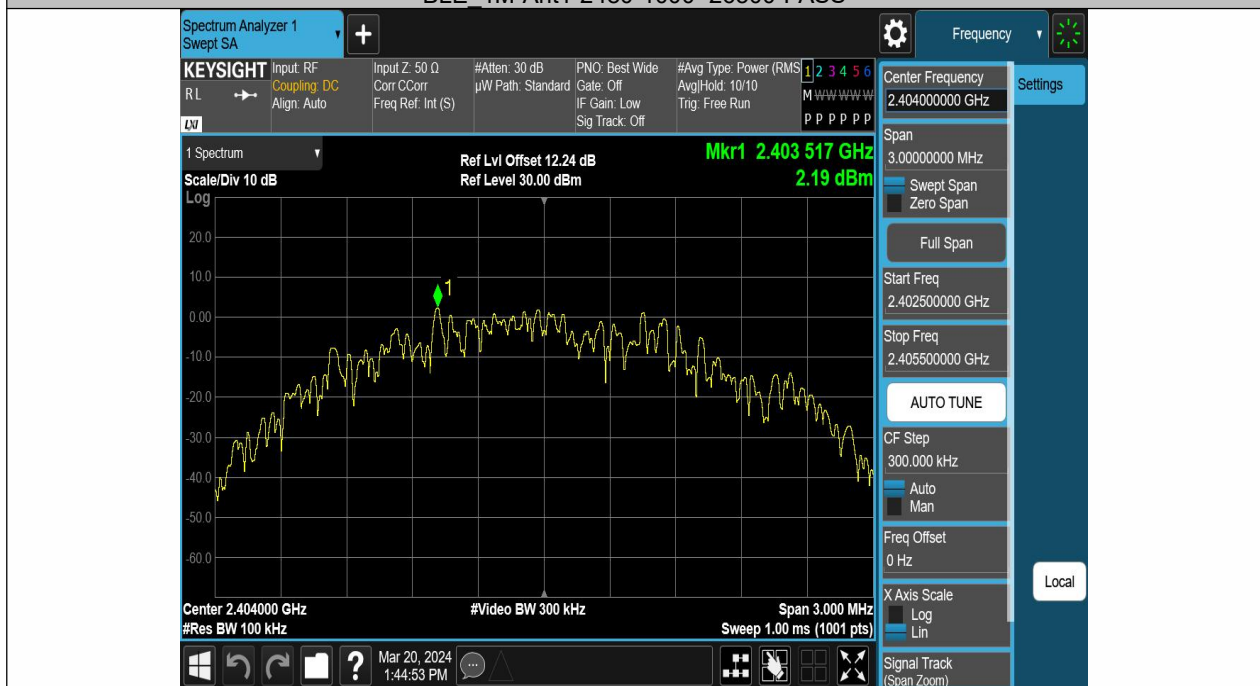 Spectrum Analyzer 1
Swept SA
Frequency
KEYSIGHT
RL
LXI
Input: RF
Coupling: DC
Align: Auto
Input Z: 50 Ω
Corr CCorr
Freq Ref: Int (S)
#Atten: 30 dB
µW Path: Standard
PNO: Best Wide
Gate: Off
IF Gain: Low
Sig Track: Off
#Avg Type: Power (RMS
Avg|Hold: 10/10
Trig: Free Run
1 2 3 4 5 6
M W W W W W
P P P P P P
1 Spectrum
Scale/Div 10 dB
Log
Ref Lvl Offset 12.24 dB
Ref Level 30.00 dBm
Mkr1 2.403 517 GHz
2.19 dBm
20.0
10.0
0.00
-10.0
-20.0
-30.0
-40.0
-50.0
-60.0
1
Center 2.404000 GHz
#Res BW 100 kHz
#Video BW 300 kHz
Span 3.000 MHz
Sweep 1.00 ms (1001 pts)
Center Frequency
2.404000000 GHz
Settings
Span
3.00000000 MHz
Swept Span
Zero Span
Full Span
Start Freq
2.402500000 GHz
Stop Freq
2.405500000 GHz
AUTO TUNE
CF Step
300.000 kHz
Auto
Man
Freq Offset
0 Hz
X Axis Scale
Log
Lin
Local
Signal Track
(Span Zoom)
?
Mar 20, 2024
1:44:53 PM